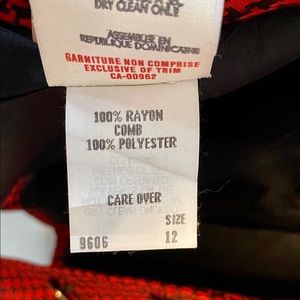 DRY CLEAN ONLY
ASSEMBLER EN
REPUBLIQUE DOMINICAINE
GARNITURE NON COMPRISE
EXCLUSIVE OF TRIM
CA-00962
100% RAYON
COMB
100% POLYESTER
CARE OVER
SIZE
9606 12